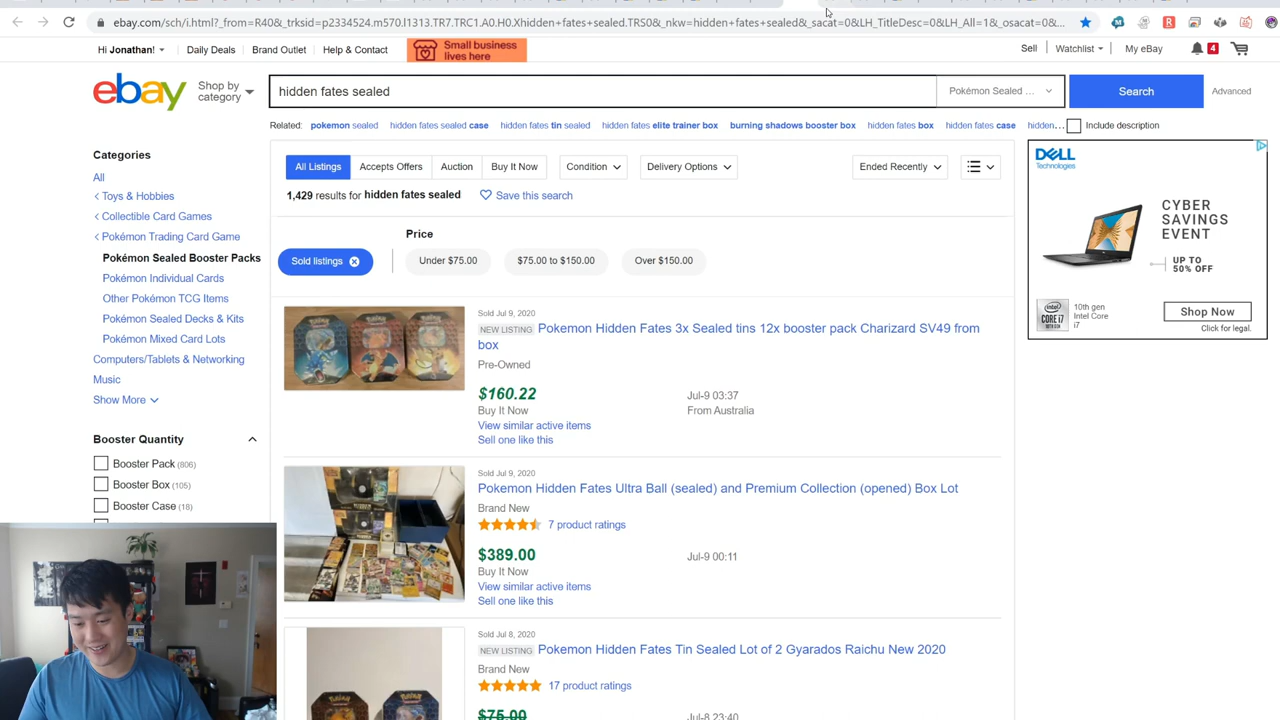 ebay.com/sch/i.html?_from=R40&_trksid=p2334524.m570.l1313.TR7.TRC1.A0.H0.Xhidden+fates+sealed.TRS0&_nkw=hidden+fates+sealed&_sacat=0&LH_TitleDesc=0&LH_All=1&_osacat=0&...
Hi Jonathan! Daily Deals Brand Outlet Help & Contact Small business lives here Sell Watchlist My eBay 4
ebay Shop by category hidden fates sealed Pokémon Sealed ... Search Advanced
Related: pokemon sealed hidden fates sealed case hidden fates tin sealed hidden fates elite trainer box burning shadows booster box hidden fates box hidden fates case hidden... Include description
Categories
All
Toys & Hobbies
Collectible Card Games
Pokémon Trading Card Game
Pokémon Sealed Booster Packs
Pokémon Individual Cards
Other Pokémon TCG Items
Pokémon Sealed Decks & Kits
Pokémon Mixed Card Lots
Computers/Tablets & Networking
Music
Show More
Booster Quantity
Booster Pack (806)
Booster Box (105)
Booster Case (18)
All Listings Accepts Offers Auction Buy It Now Condition Delivery Options Ended Recently
1,429 results for hidden fates sealed Save this search
Price
Sold listings Under $75.00 $75.00 to $150.00 Over $150.00
Sold Jul 9, 2020
NEW LISTING Pokemon Hidden Fates 3x Sealed tins 12x booster pack Charizard SV49 from
box
Pre-Owned
$160.22 Jul-9 03:37
Buy It Now From Australia
View similar active items
Sell one like this
Sold Jul 9, 2020
Pokemon Hidden Fates Ultra Ball (sealed) and Premium Collection (opened) Box Lot
Brand New
7 product ratings
$389.00 Jul-9 00:11
Buy It Now
View similar active items
Sell one like this
Sold Jul 8, 2020
NEW LISTING Pokemon Hidden Fates Tin Sealed Lot of 2 Gyarados Raichu New 2020
Brand New
17 product ratings
$75.00 Jul-8 23:40
DELL
Technologies
CYBER
SAVINGS
EVENT
UP TO
50% OFF
10th gen
Intel Core
i7
Shop Now
Click for legal.